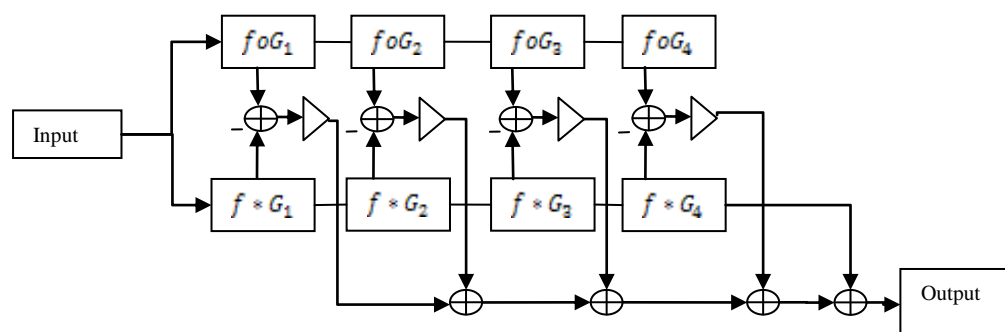 foG₁ foG₂ foG₃ foG₄
− − − −
Input
f * G₁ f * G₂ f * G₃ f * G₄
Output